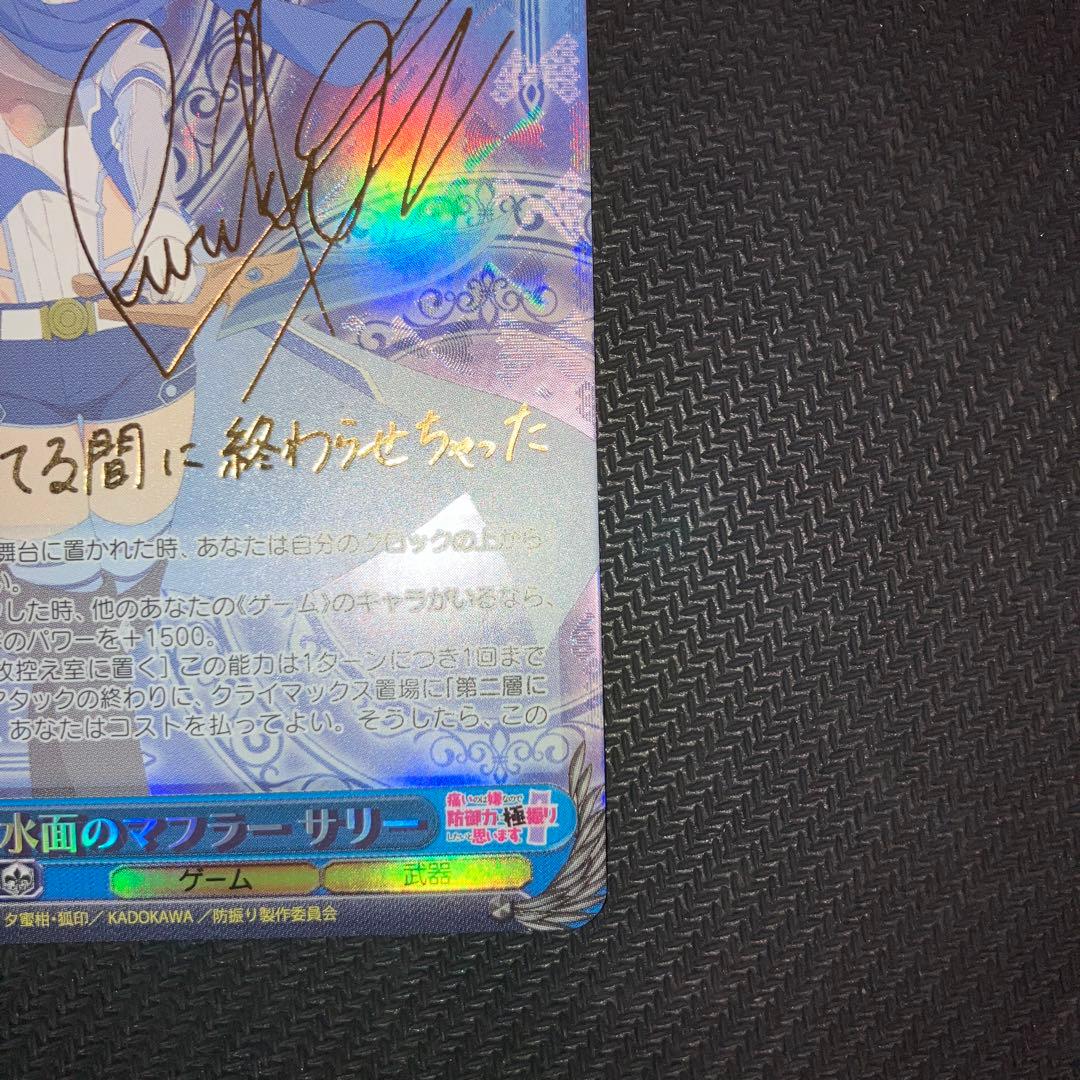 てる間に終わらせちゃった
舞台に置かれた時、あなたは自分のクロックの上から
い。
した時、他のあなたの《ゲーム》のキャラがいるなら、
のパワーを+1500。
枚控え室に置く] この能力は1ターンにつき1回まで
アタックの終わりに、クライマックス置場に「第二層に
あなたはコストを払ってよい。そうしたら、この
水面のマフラー サリー
痛いのは嫌なので
防御力に極振り
したいと思います
ゲーム 武器
夕蜜柑・狐印／KADOKAWA／防振り製作委員会